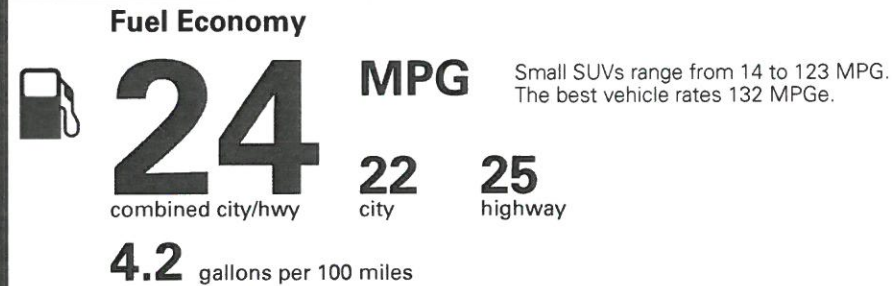 Fuel Economy
24
MPG
Small SUVs range from 14 to 123 MPG.
The best vehicle rates 132 MPGe.
22
25
combined city/hwy
city
highway
4.2 gallons per 100 miles